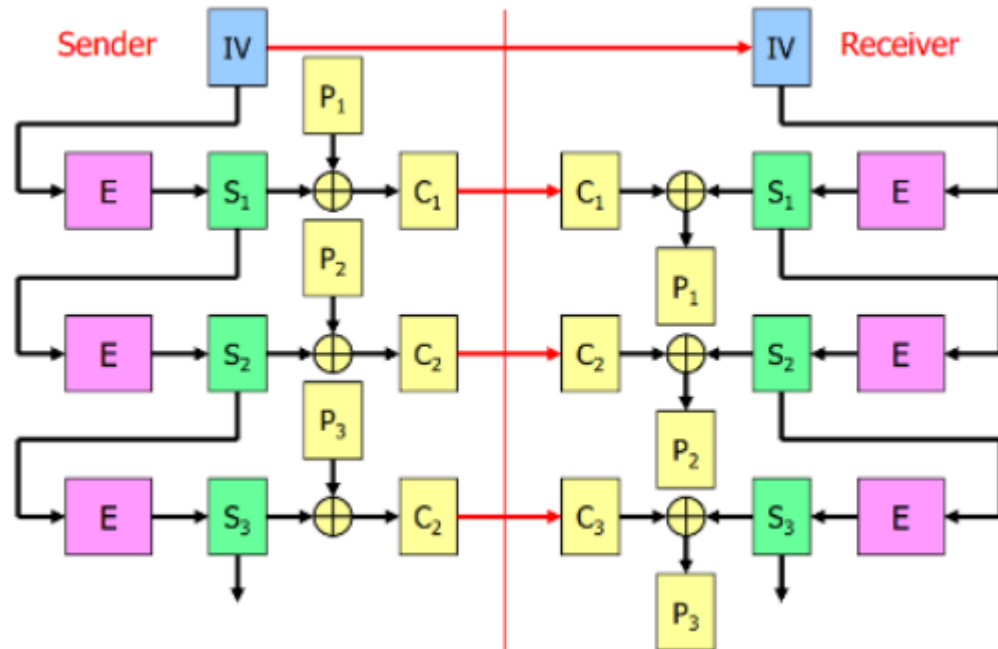 Sender IV IV Receiver
P₁
E S₁ C₁ C₁ S₁ E
P₂ P₁
E S₂ C₂ C₂ S₂ E
P₃ P₂
E S₃ C₂ C₃ S₃ E
P₃